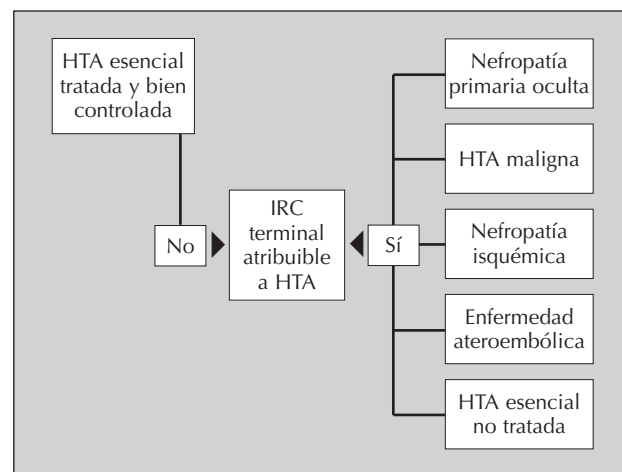 HTA esencial
tratada y bien
controlada
No
IRC
terminal
atribuible
a HTA
Sí
Nefropatía
primaria oculta
HTA maligna
Nefropatía
isquémica
Enfermedad
ateroembólica
HTA esencial
no tratada